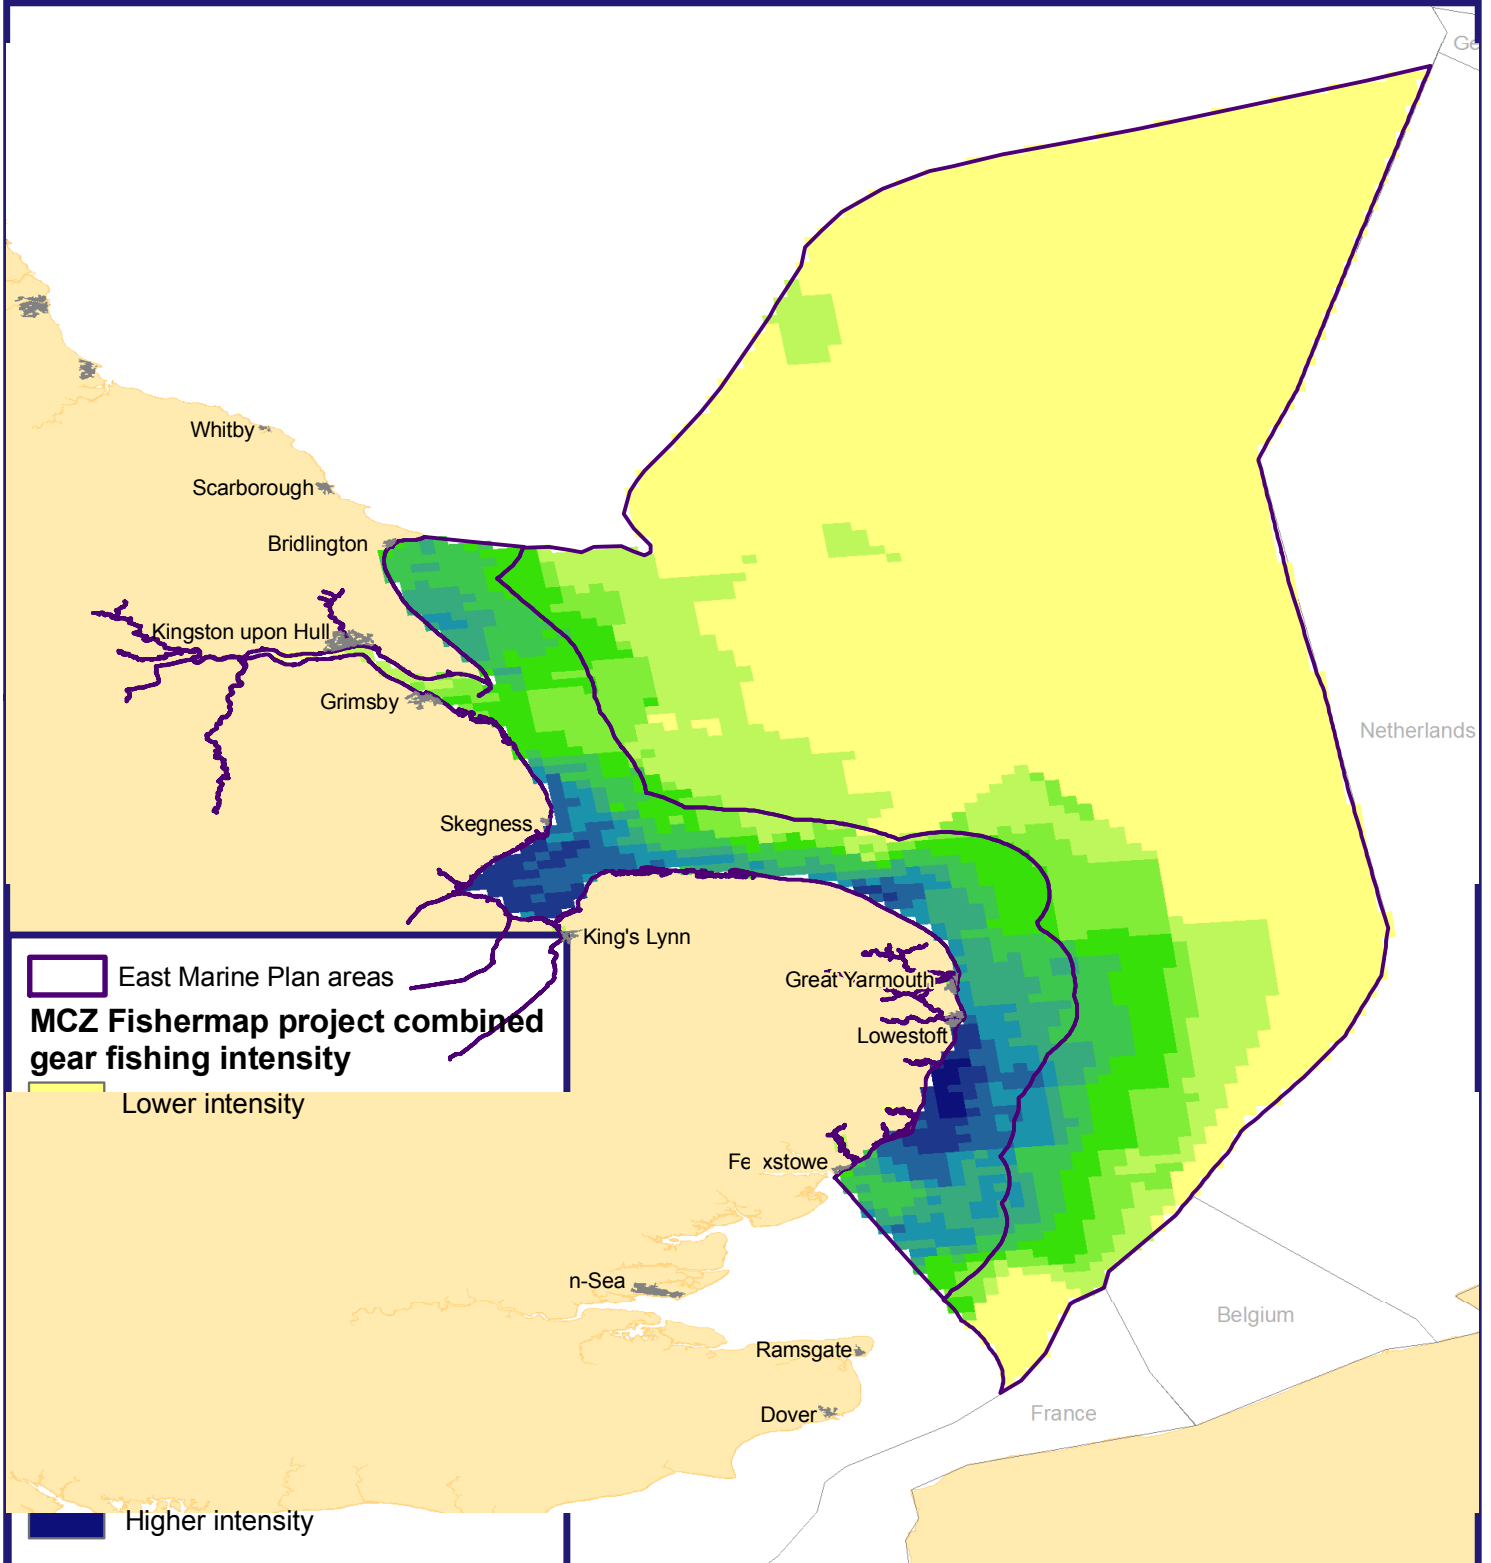 Ge
Whitby
Scarborough
Bridlington
Kingston upon Hull
Grimsby
Netherlands
Skegness
King's Lynn
East Marine Plan areas
Great Yarmouth
MCZ Fishermap project combined
Lowestoft
gear fishing intensity
Lower intensity
Fe xstowe
n-Sea
Belgium
Ramsgate
France
Dover
Higher intensity